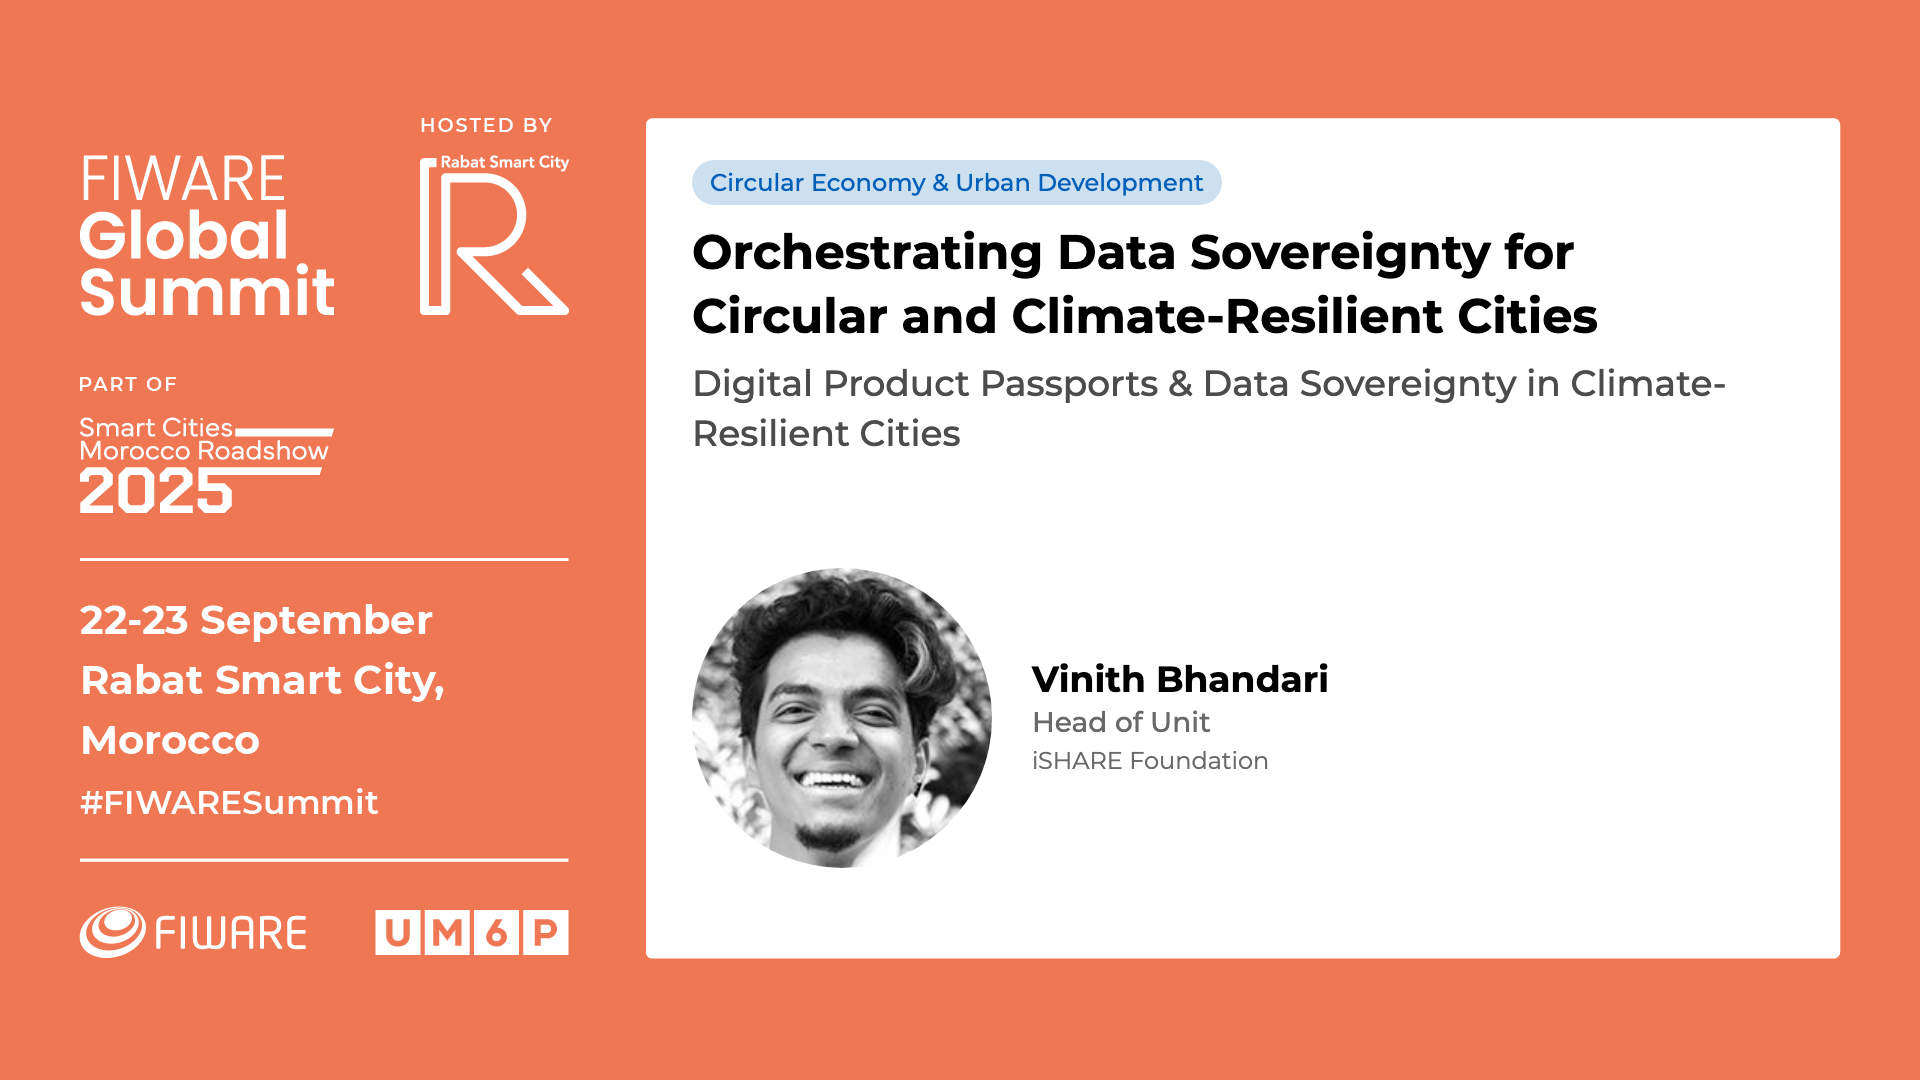 HOSTED BY
FIWARE
Global
Summit
Rabat Smart City
R
PART OF
Smart Cities
Morocco Roadshow
2025
22-23 September
Rabat Smart City,
Morocco
#FIWARESummit
FIWARE
UM6P
Circular Economy & Urban Development
Orchestrating Data Sovereignty for
Circular and Climate-Resilient Cities
Digital Product Passports & Data Sovereignty in Climate-
Resilient Cities
Vinith Bhandari
Head of Unit
iSHARE Foundation